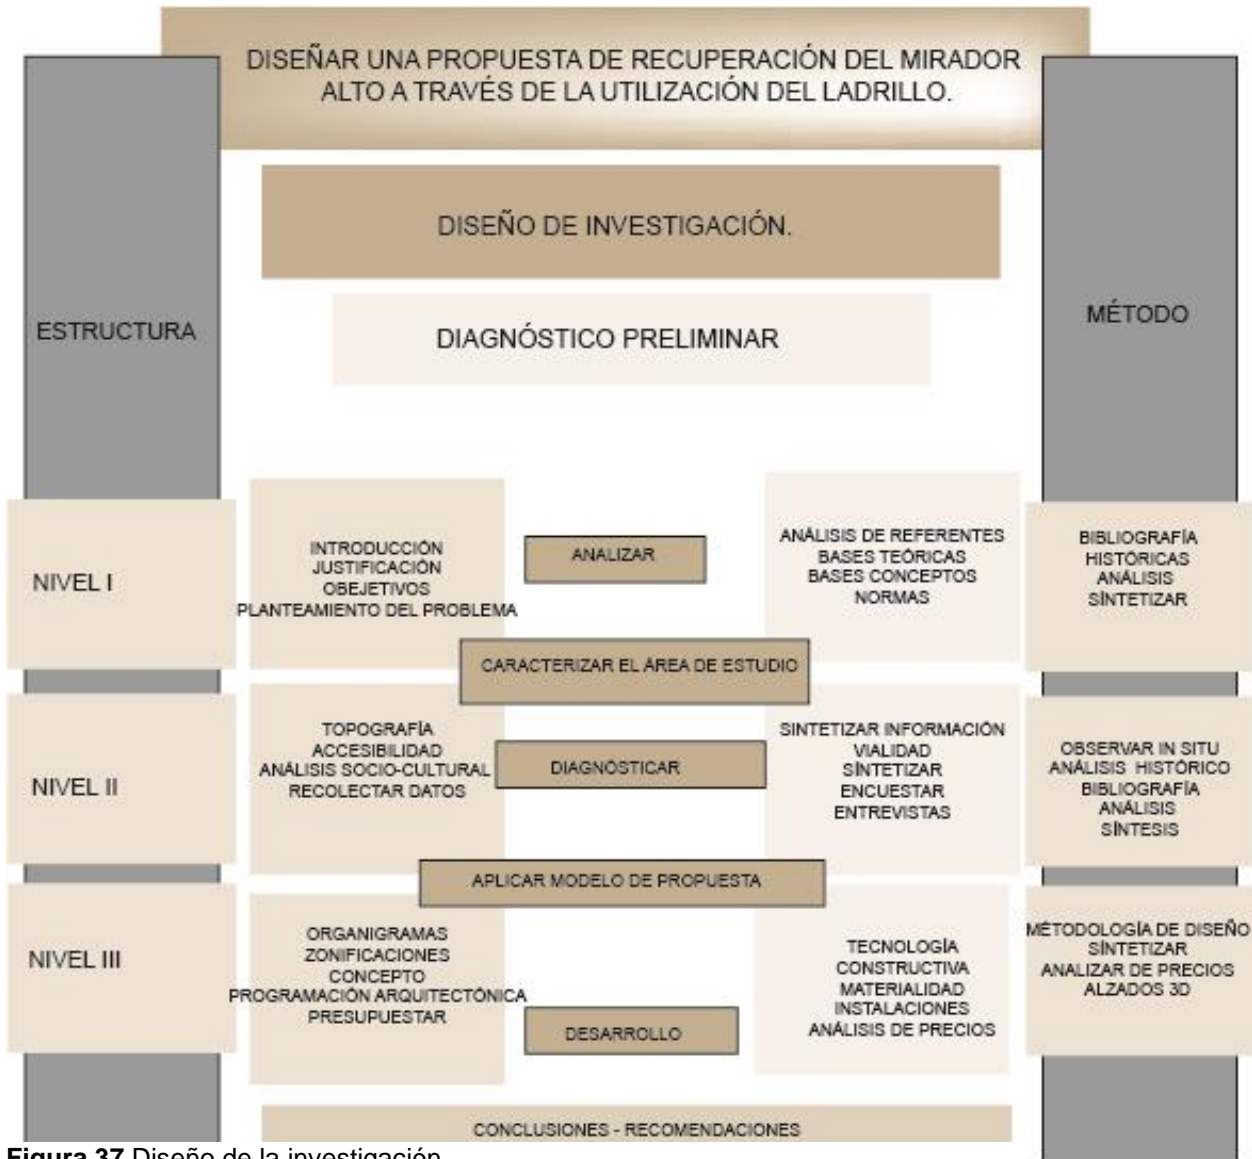 DISEÑAR UNA PROPUESTA DE RECUPERACIÓN DEL MIRADOR
ALTO A TRAVÉS DE LA UTILIZACIÓN DEL LADRILLO.
DISEÑO DE INVESTIGACIÓN.
DIAGNÓSTICO PRELIMINAR
ESTRUCTURA
MÉTODO
NIVEL I
INTRODUCCIÓN
JUSTIFICACIÓN
OBEJETIVOS
PLANTEAMIENTO DEL PROBLEMA
ANALIZAR
ANÁLISIS DE REFERENTES
BASES TEÓRICAS
BASES CONCEPTOS
NORMAS
BIBLIOGRAFÍA
HISTÓRICAS
ANÁLISIS
SÍNTETIZAR
CARACTERIZAR EL ÁREA DE ESTUDIO
NIVEL II
TOPOGRAFÍA
ACCESIBILIDAD
ANÁLISIS SOCIO-CULTURAL
RECOLECTAR DATOS
DIAGNÓSTICAR
SINTETIZAR INFORMACIÓN
VIALIDAD
SÍNTETIZAR
ENCUESTAR
ENTREVISTAS
OBSERVAR IN SITU
ANÁLISIS HISTÓRICO
BIBLIOGRAFÍA
ANÁLISIS
SÍNTESIS
APLICAR MODELO DE PROPUESTA
NIVEL III
ORGANIGRAMAS
ZONIFICACIONES
CONCEPTO
PROGRAMACIÓN ARQUITECTÓNICA
PRESUPUESTAR
DESARROLLO
TECNOLOGÍA
CONSTRUCTIVA
MATERIALIDAD
INSTALACIONES
ANÁLISIS DE PRECIOS
MÉTODOLOGÍA DE DISEÑO
SÍNTETIZAR
ANALIZAR DE PRECIOS
ALZADOS 3D
CONCLUSIONES - RECOMENDACIONES
Figura 37 Diseño de la investigación